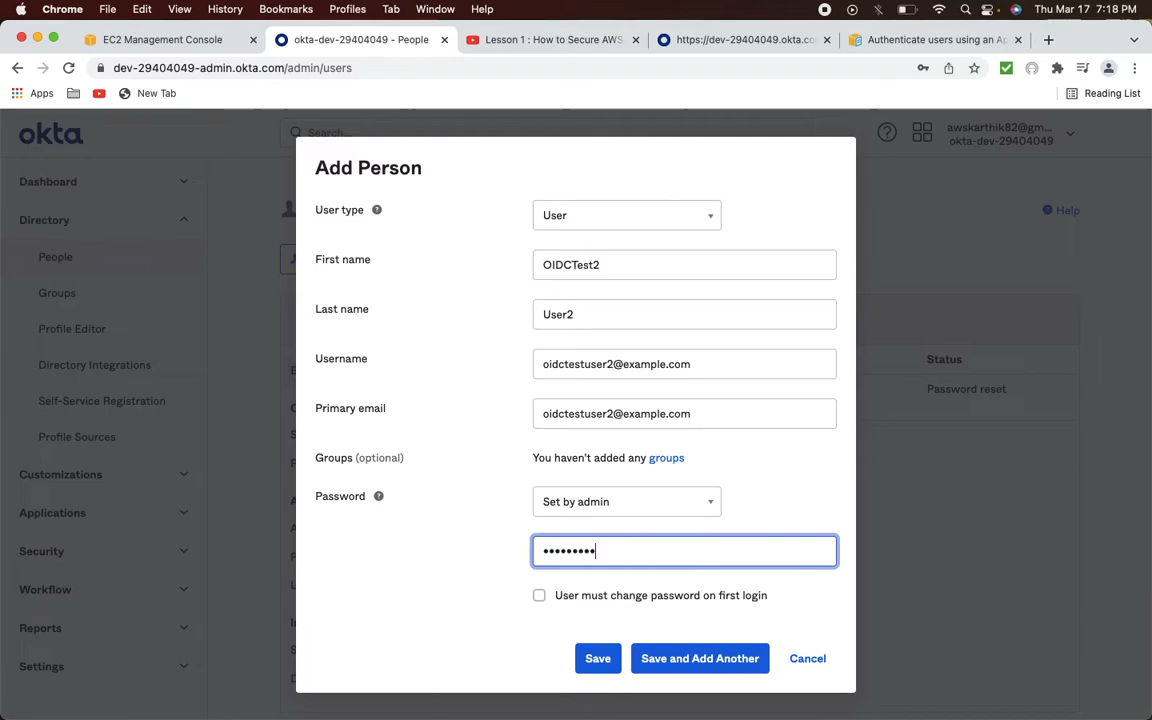 Chrome File Edit View History Bookmarks Profiles Tab Window Help Thu Mar 17 7:18 PM
EC2 Management Console okta-dev-29404049 - People Lesson 1 : How to Secure AWS https://dev-29404049.okta.co Authenticate users using an Ap
dev-29404049-admin.okta.com/admin/users
Apps New Tab Reading List
okta Search... awskarthik82@gm...
okta-dev-29404049
Add Person
Dashboard
User type User Help
Directory
People
First name OIDCTest2
Groups
Last name User2
Profile Editor
Username oidctestuser2@example.com Status
Directory Integrations
Password reset
Self-Service Registration
Primary email oidctestuser2@example.com
Profile Sources
Groups (optional) You haven't added any groups
Customizations
Password Set by admin
Applications
•••••••••
Security
Workflow
User must change password on first login
Reports
Save Save and Add Another Cancel
Settings